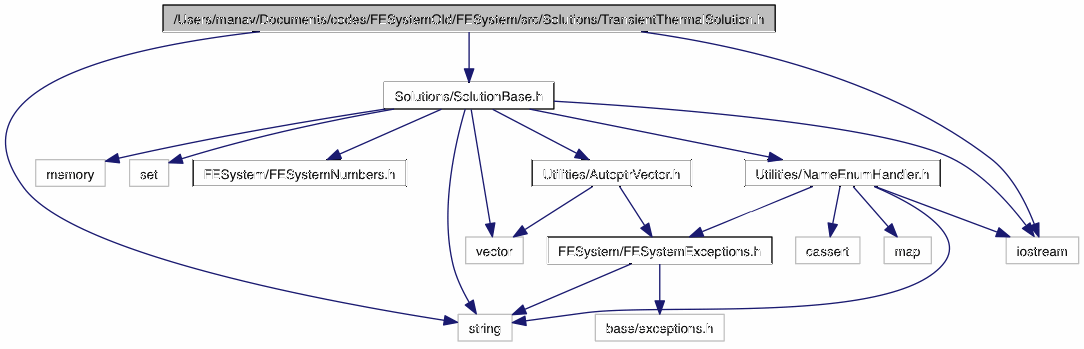 /Users/manav/Documents/codes/FESystemOld/FESystem/src/Solutions/TransientThermalSolution.h
Solutions/SolutionBase.h
memory
set
FESystem/FESystemNumbers.h
Utilities/AutoptrVector.h
Utilities/NameEnumHandler.h
vector
FESystem/FESystemExceptions.h
cassert
map
iostream
string
base/exceptions.h